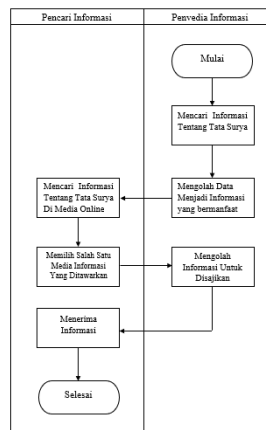 Pencari Informasi
Penyedia Informasi
Mulai
Mencari Informasi
Tentang Tata Surya
Mengolah Data
Menjadi Informasi
yang bermanfaat
Mencari Informasi
Tentang Tata Surya
Di Media Online
Memilih Salah Satu
Media Informasi
Yang Ditawarkan
Mengolah
Informasi Untuk
Disajikan
Menerima
Informasi
Selesai